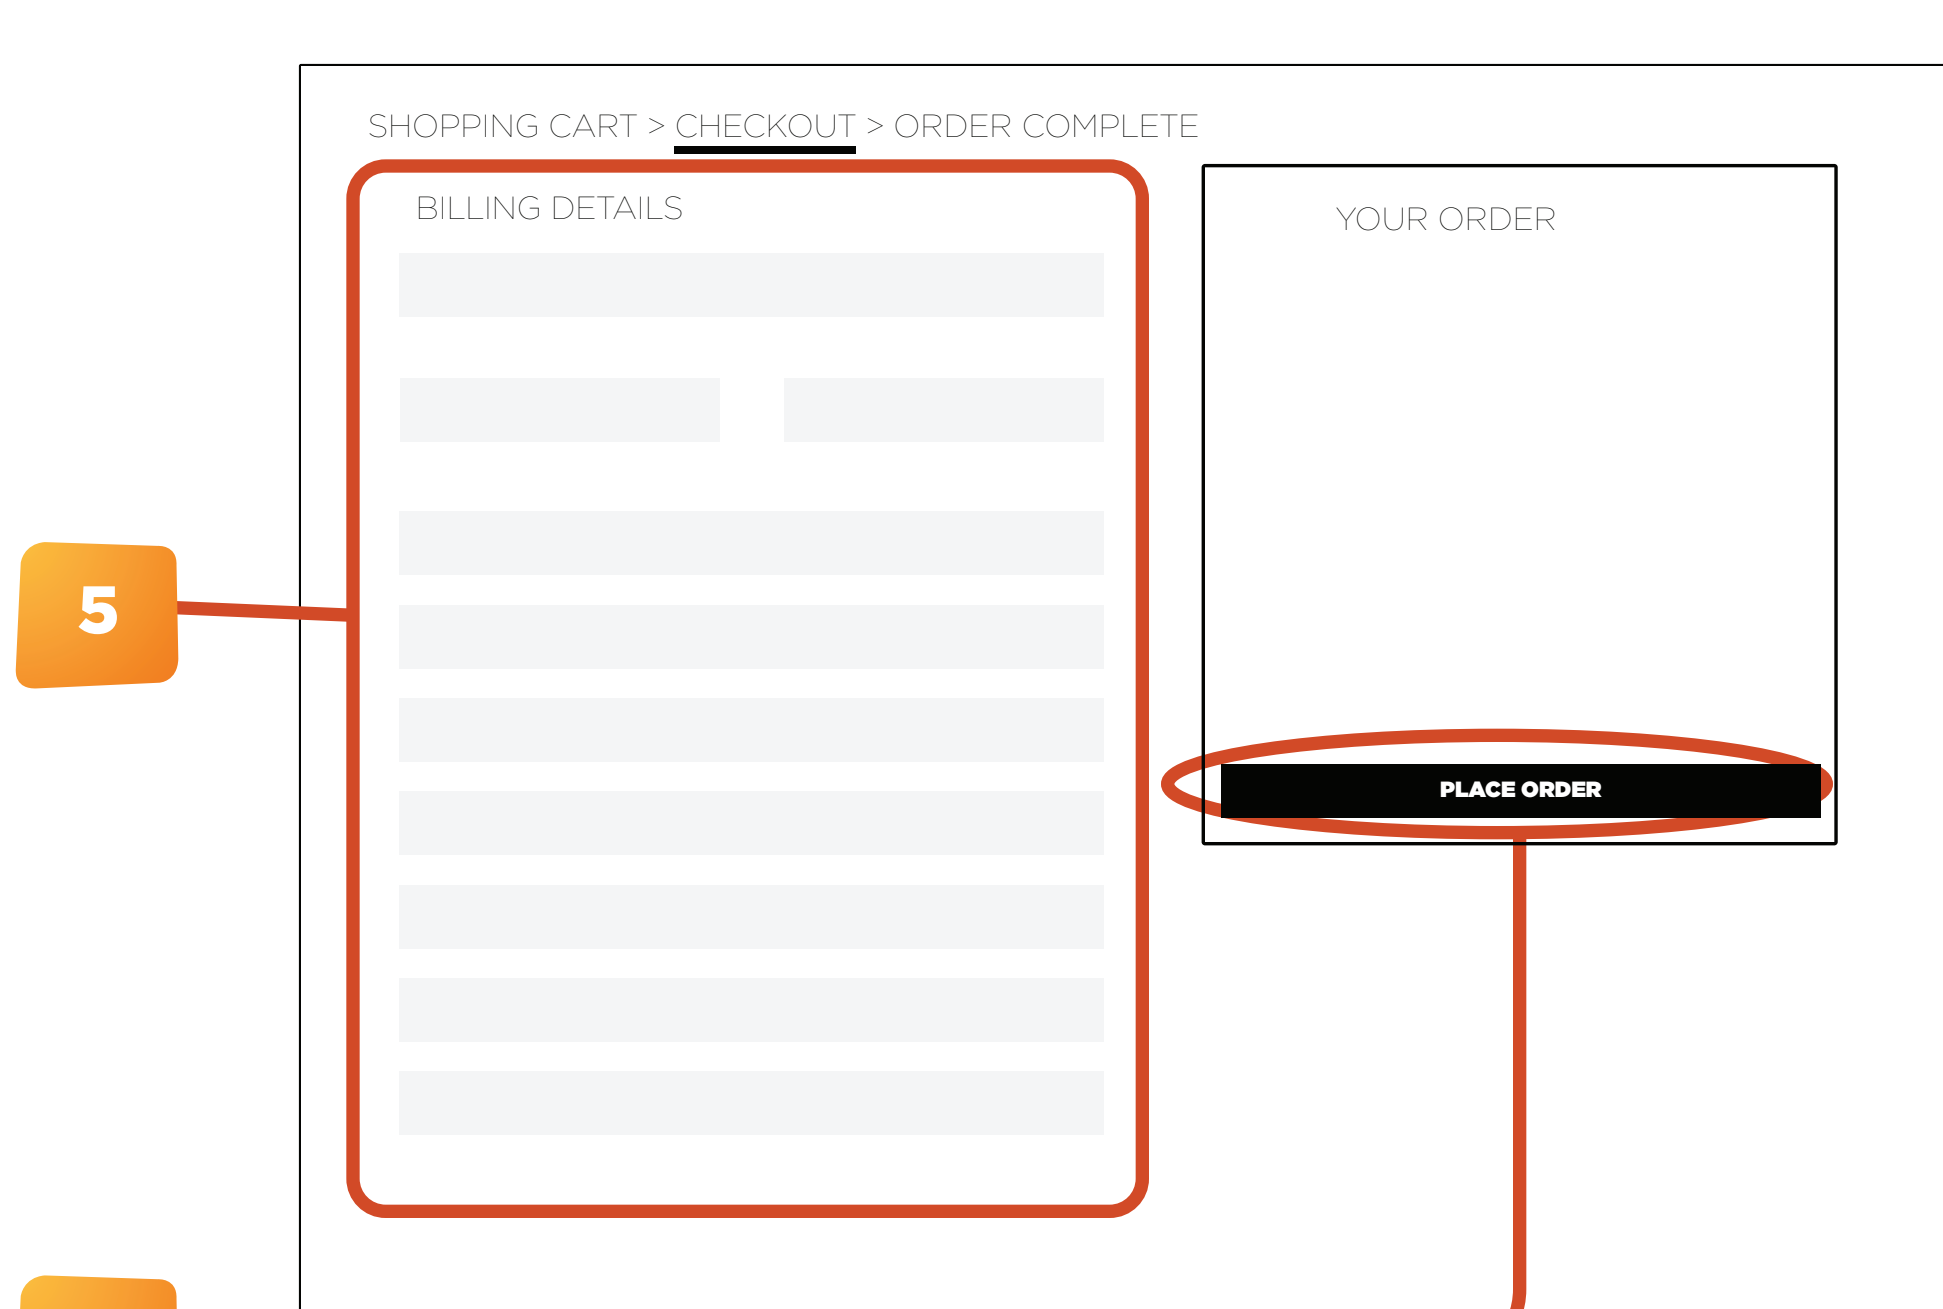 SHOPPING CART > CHECKOUT > ORDER COMPLETE
BILLING DETAILS
YOUR ORDER
5
PLACE ORDER